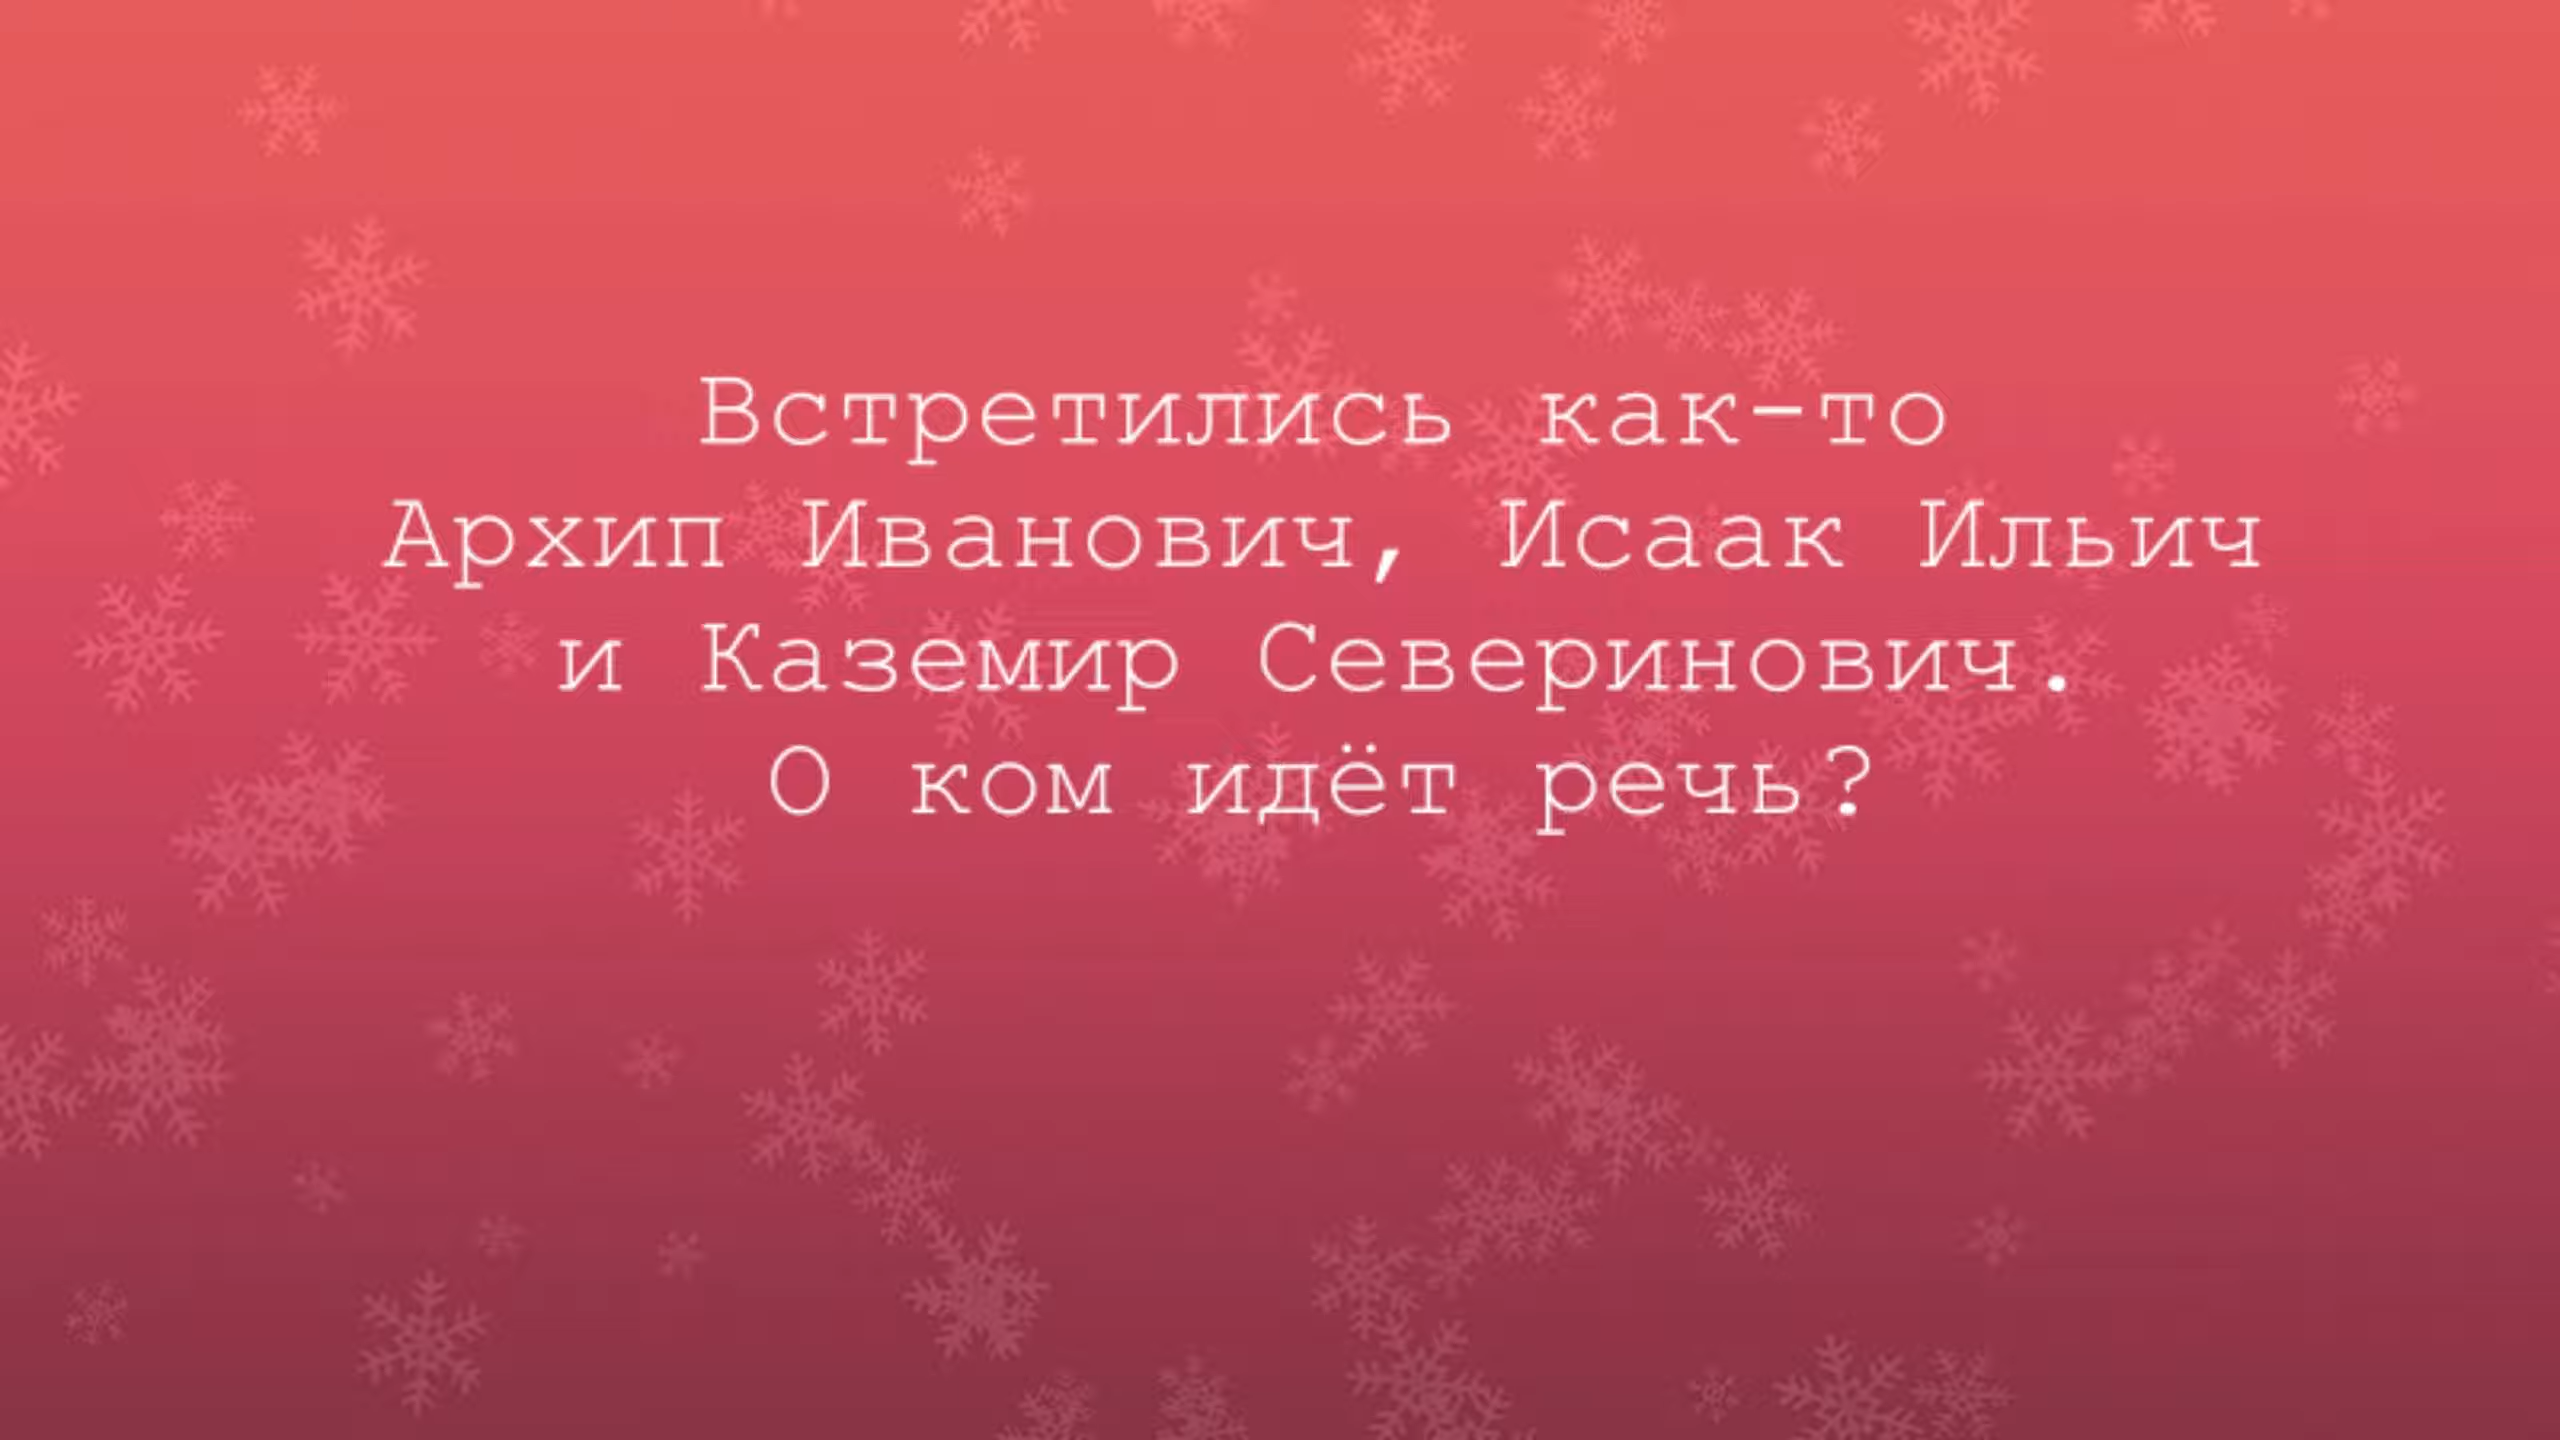 Встретились как-то
Архип Иванович, Исаак Ильич
и Каземир Северинович.
О ком идёт речь?